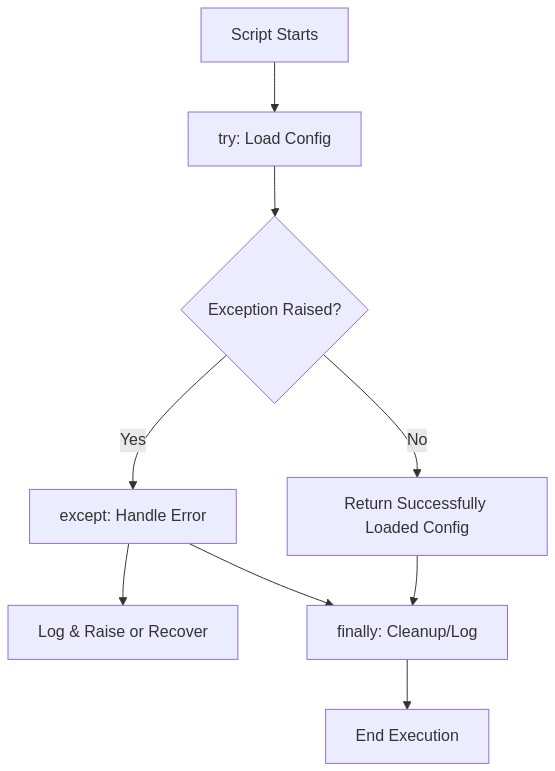 Script Starts
try: Load Config
Exception Raised?
Yes
No
except: Handle Error
Return Successfully
Loaded Config
Log & Raise or Recover
finally: Cleanup/Log
End Execution